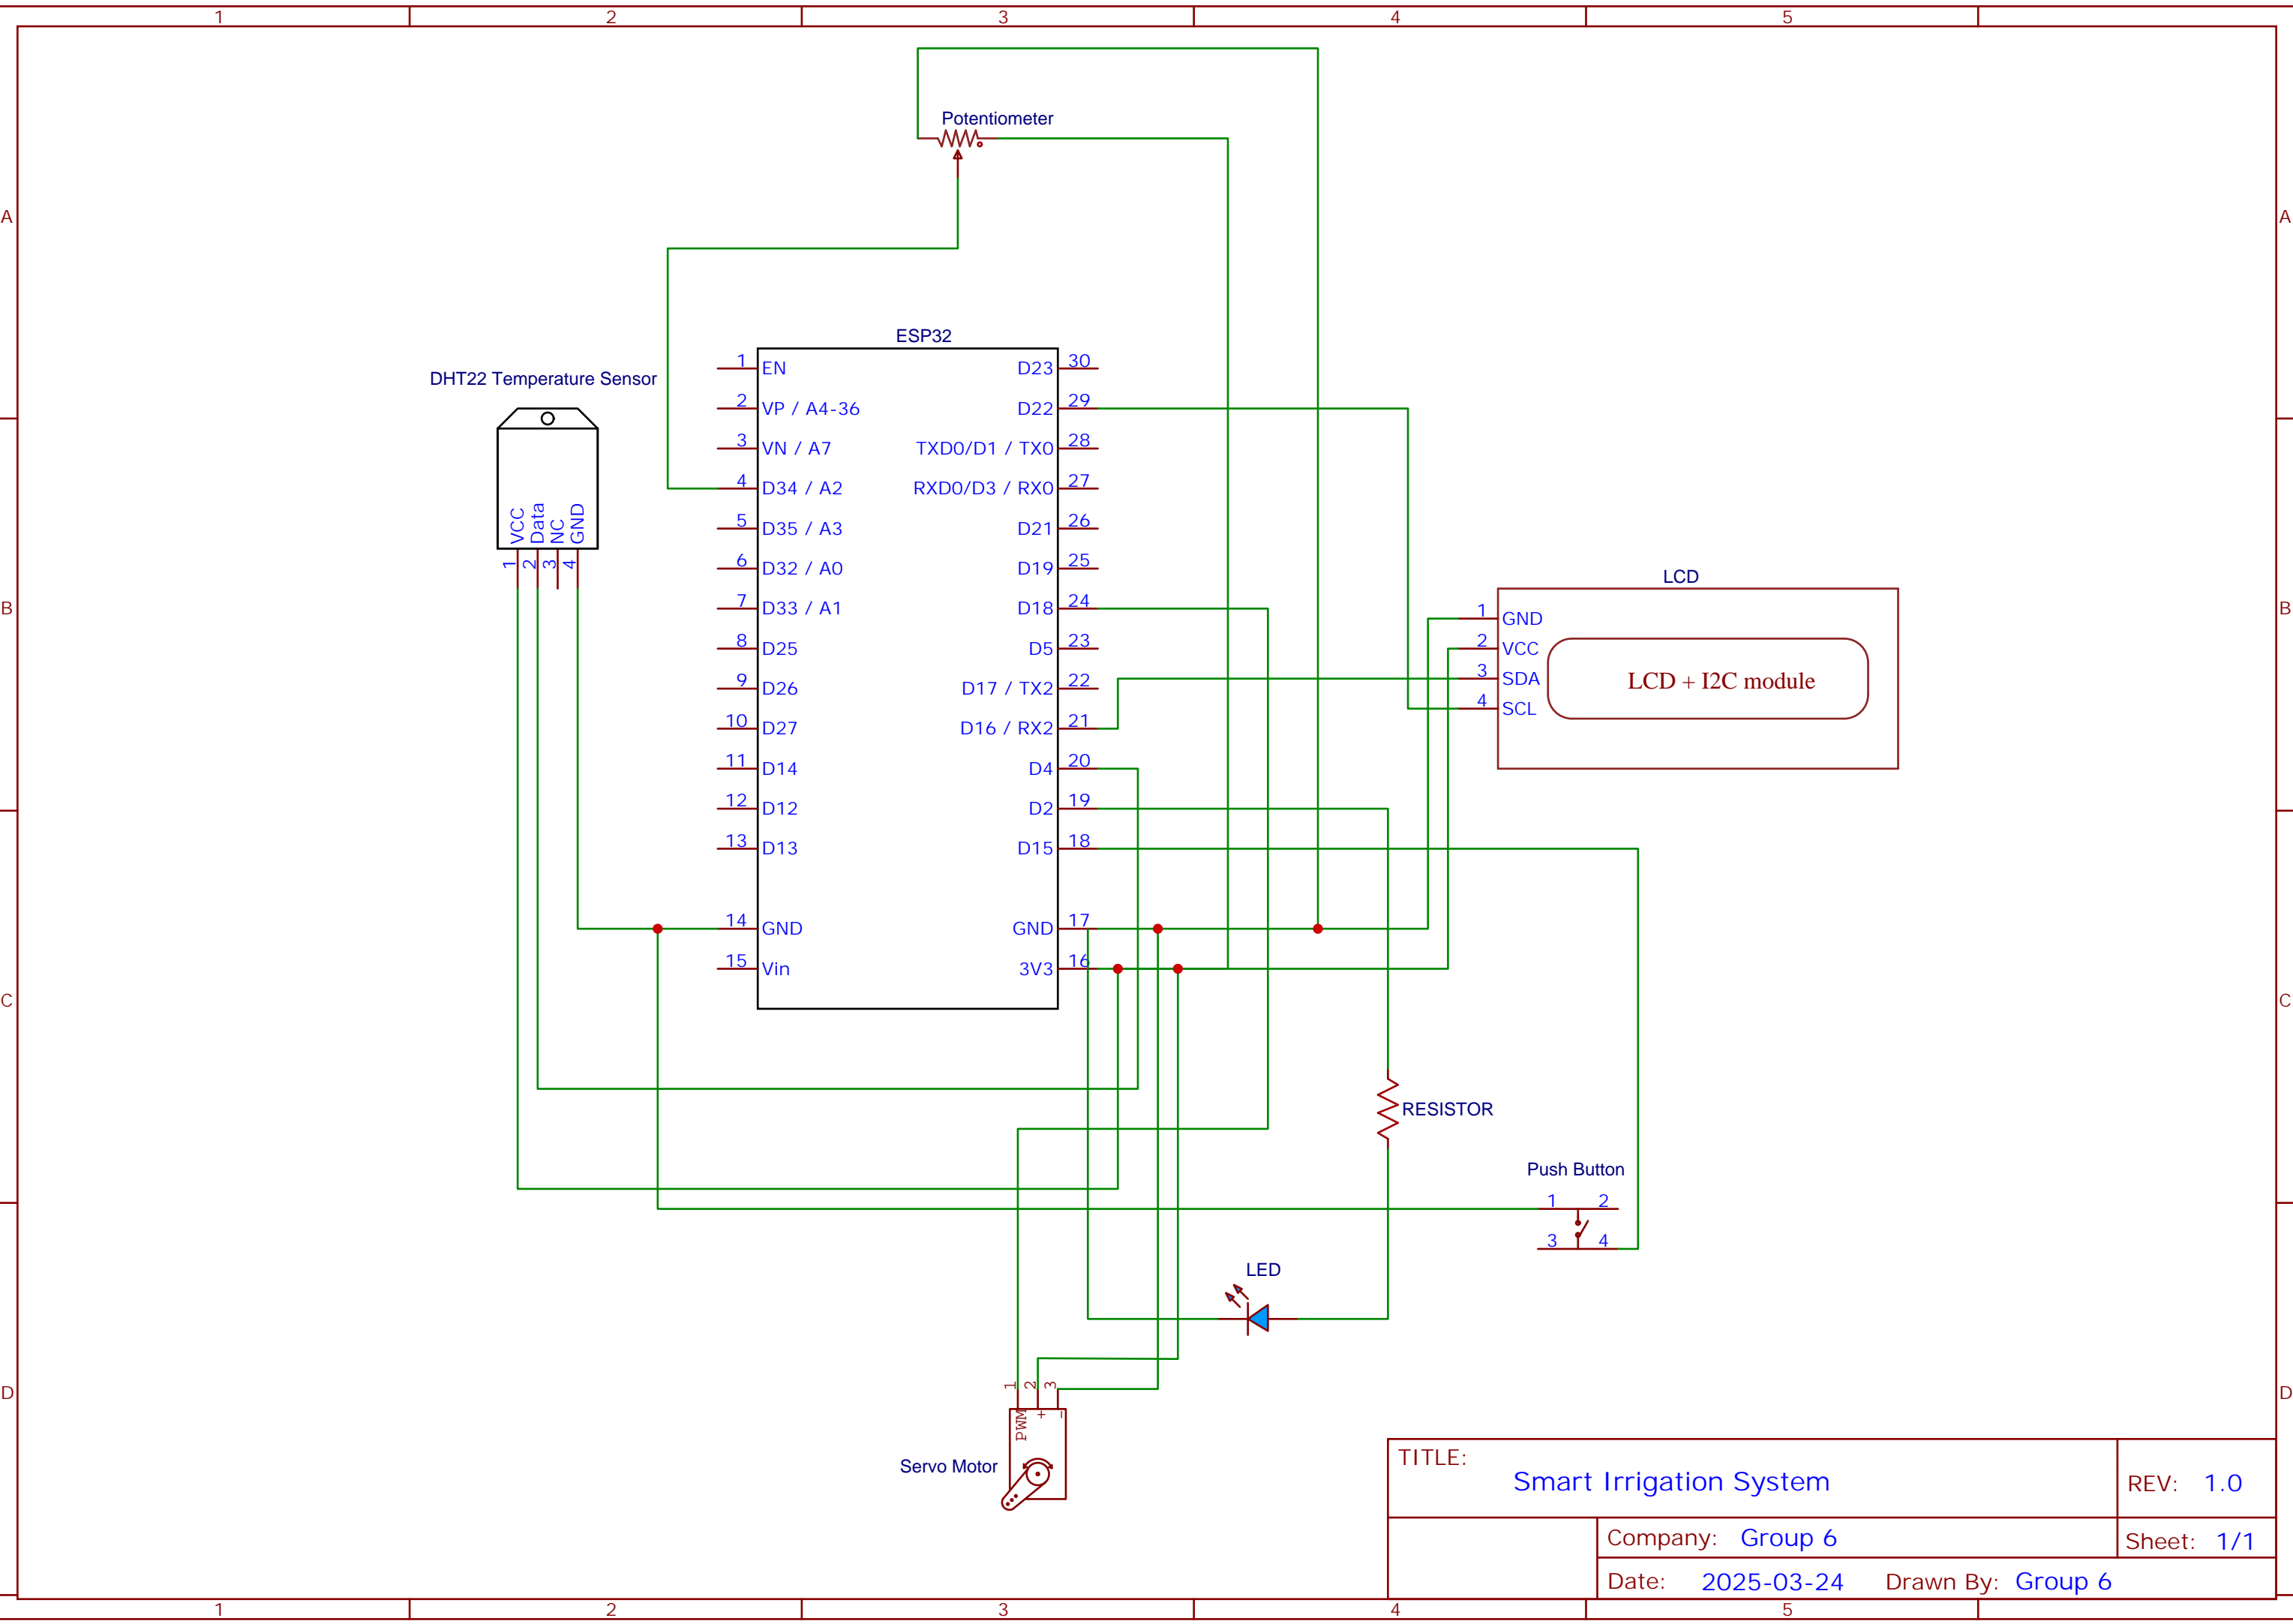 1 2 3 4 5
A A
B B
C C
D D
Potentiometer
ESP32
DHT22 Temperature Sensor
1 VCC
2 Data
3 NC
4 GND
1 EN
2 VP / A4-36
3 VN / A7
4 D34 / A2
5 D35 / A3
6 D32 / A0
7 D33 / A1
8 D25
9 D26
10 D27
11 D14
12 D12
13 D13
14 GND
15 Vin
D23 30
D22 29
TXD0/D1 / TX0 28
RXD0/D3 / RX0 27
D21 26
D19 25
D18 24
D5 23
D17 / TX2 22
D16 / RX2 21
D4 20
D2 19
D15 18
GND 17
3V3 16
LCD
1 GND
2 VCC
3 SDA
4 SCL
LCD + I2C module
RESISTOR
Push Button
1 2
3 4
LED
1 PWM
2 +
3 -
Servo Motor
TITLE:
Smart Irrigation System
REV: 1.0
Company: Group 6
Sheet: 1/1
Date: 2025-03-24 Drawn By: Group 6
1 2 3 4 5